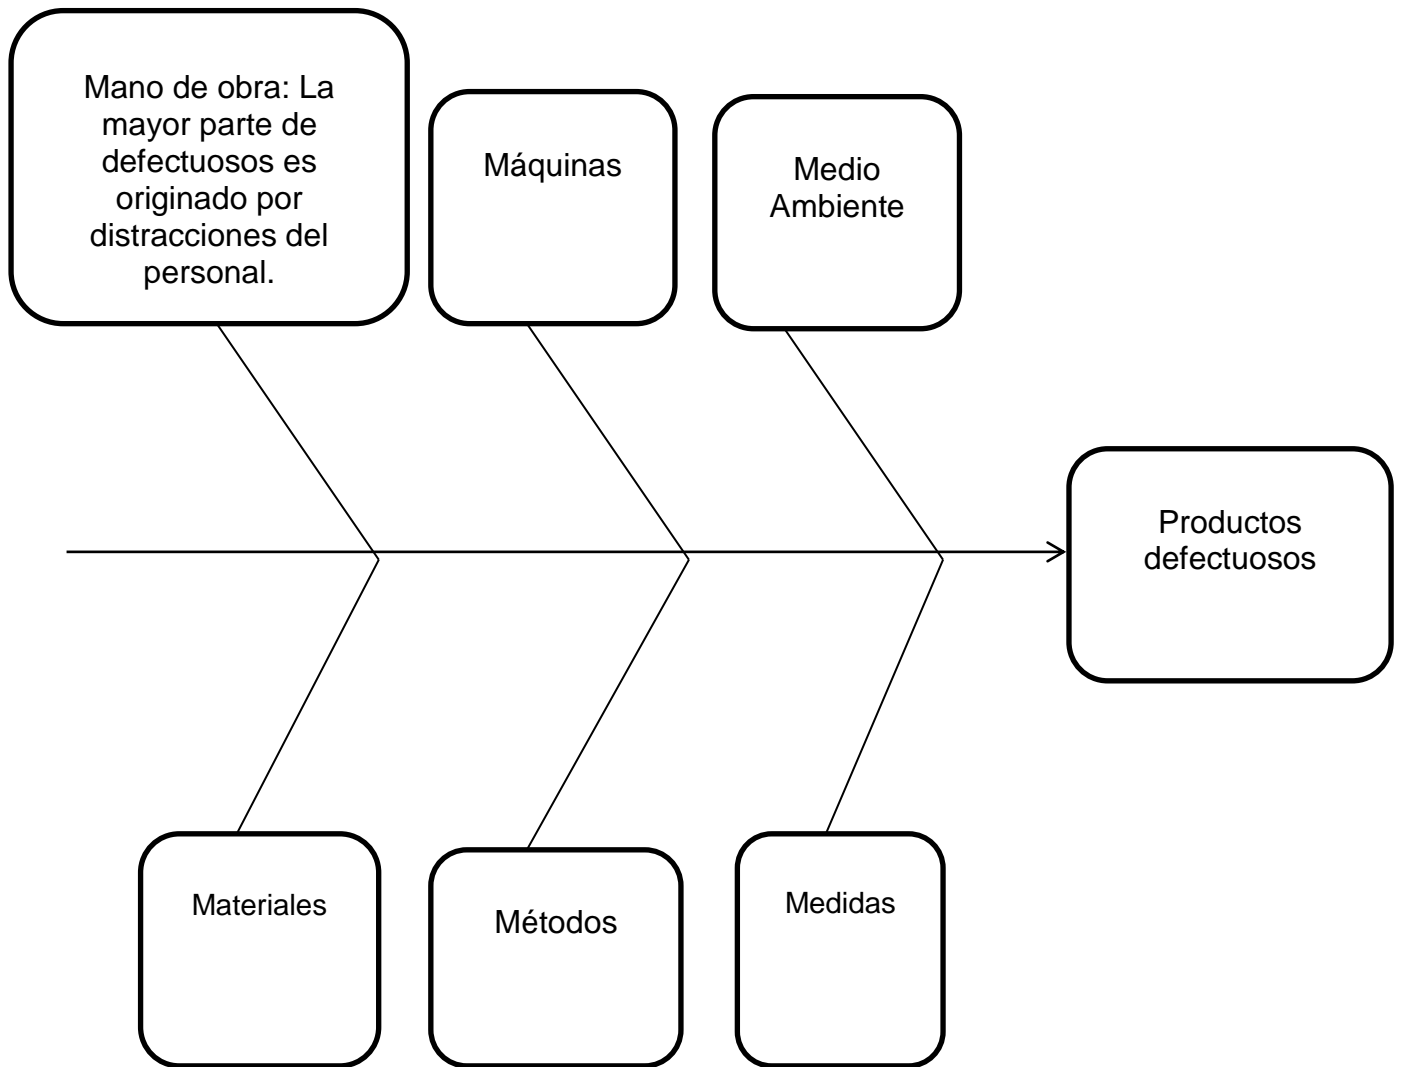 Mano de obra: La
mayor parte de
defectuosos es
originado por
distracciones del
personal.
Máquinas
Medio
Ambiente
Productos
defectuosos
Materiales
Métodos
Medidas